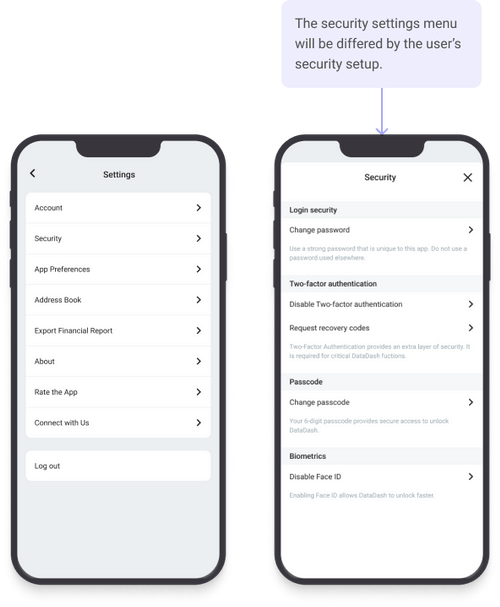 The security settings menu
will be differed by the user's
security setup.
Settings
Account
Security
App Preferences
Address Book
Export Financial Report
About
Rate the App
Connect with Us
Log out
Security
Login security
Change password
Use a strong password that is unique to this app. Do not use a
password used elsewhere.
Two-factor authentication
Disable Two-factor authentication
Request recovery codes
Two-Factor Authentication provides an extra layer of security. It
is required for critical DataDash fuctions.
Passcode
Change passcode
Your 6-digit passcode provides secure access to unlock
DataDash.
Biometrics
Disable Face ID
Enabling Face ID allows DataDash to unlock faster.